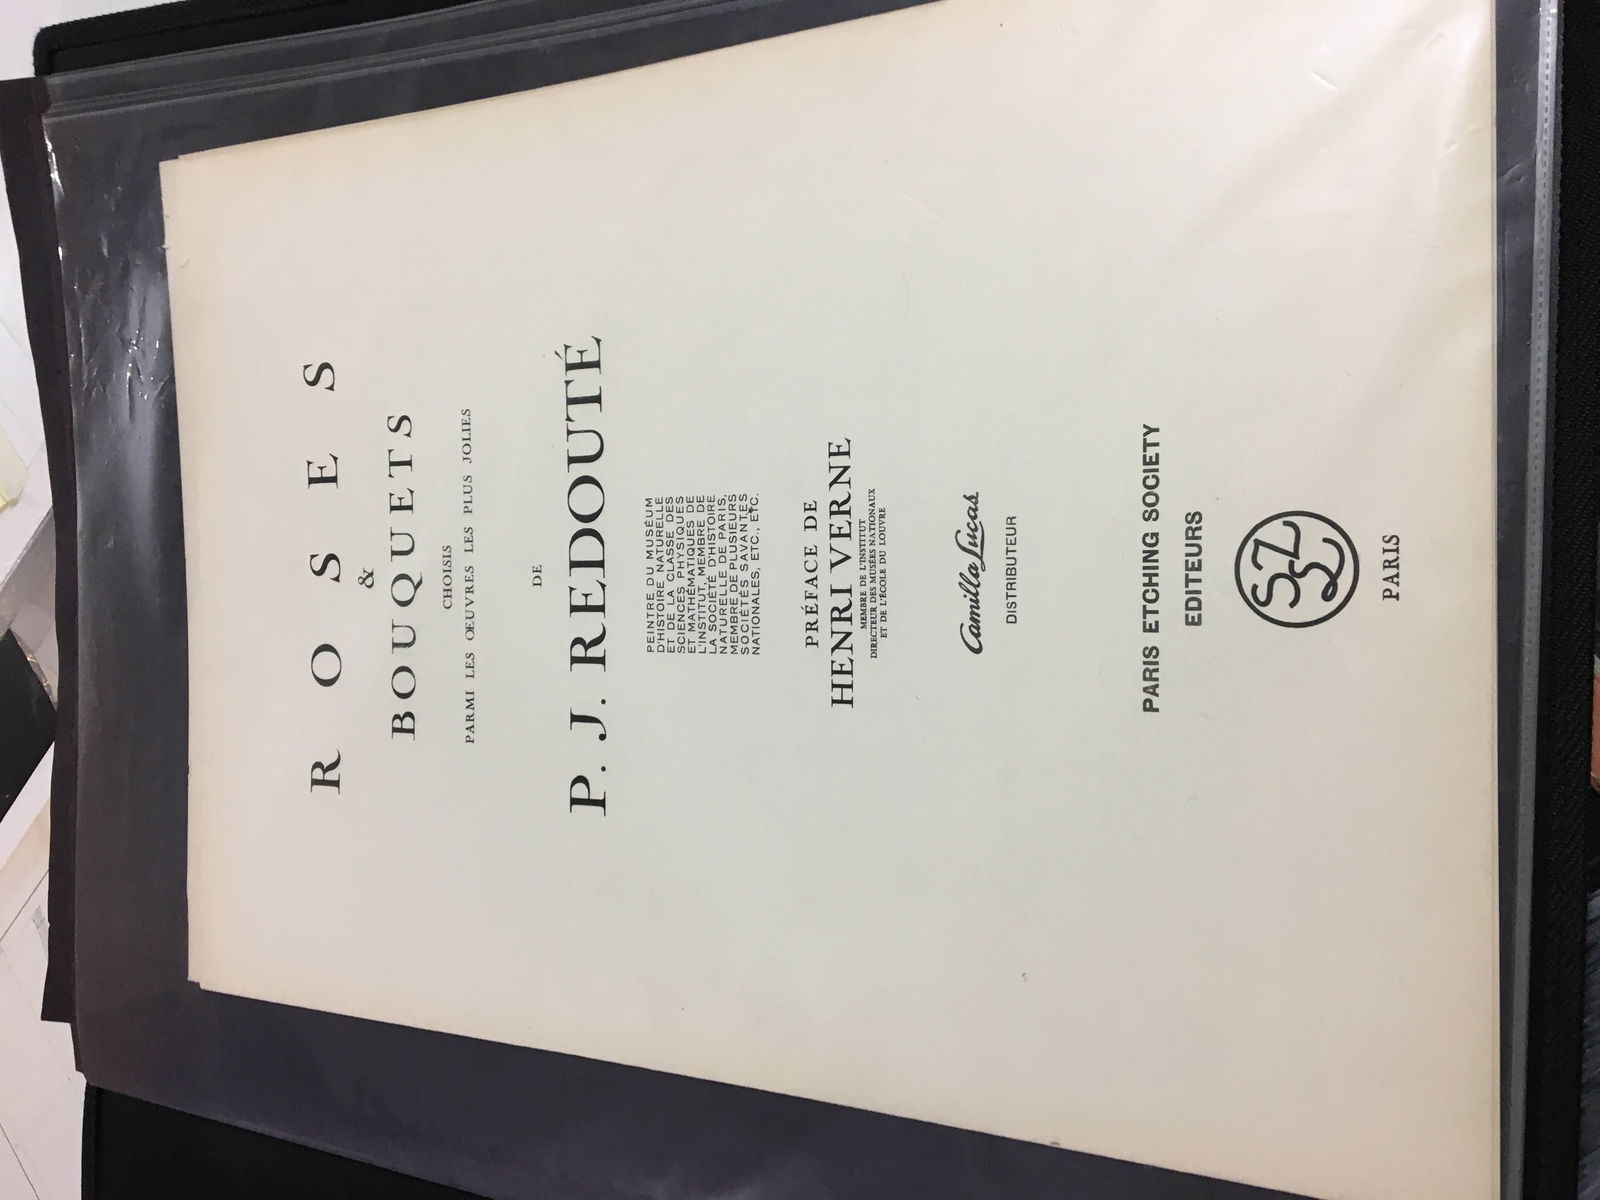 ROSES
&
BOUQUETS
CHOISIS
PARMI LES ŒUVRES LES PLUS JOLIES
DE
P. J. REDOUTÉ
PEINTRE DU MUSÉUM
D'HISTOIRE NATURELLE
ET DE LA CLASSE DES
SCIENCES PHYSIQUES
ET MATHÉMATIQUES DE
L'INSTITUT, MEMBRE DE
LA SOCIÉTÉ D'HISTOIRE
NATURELLE DE PARIS,
MEMBRE DE PLUSIEURS
SOCIÉTÉS SAVANTES
NATIONALES, ETC., ETC.
PRÉFACE DE
HENRI VERNE
MEMBRE DE L'INSTITUT
DIRECTEUR DES MUSÉES NATIONAUX
ET DE L'ÉCOLE DU LOUVRE
Camilla Lucas
DISTRIBUTEUR
PARIS ETCHING SOCIETY
EDITEURS
PARIS